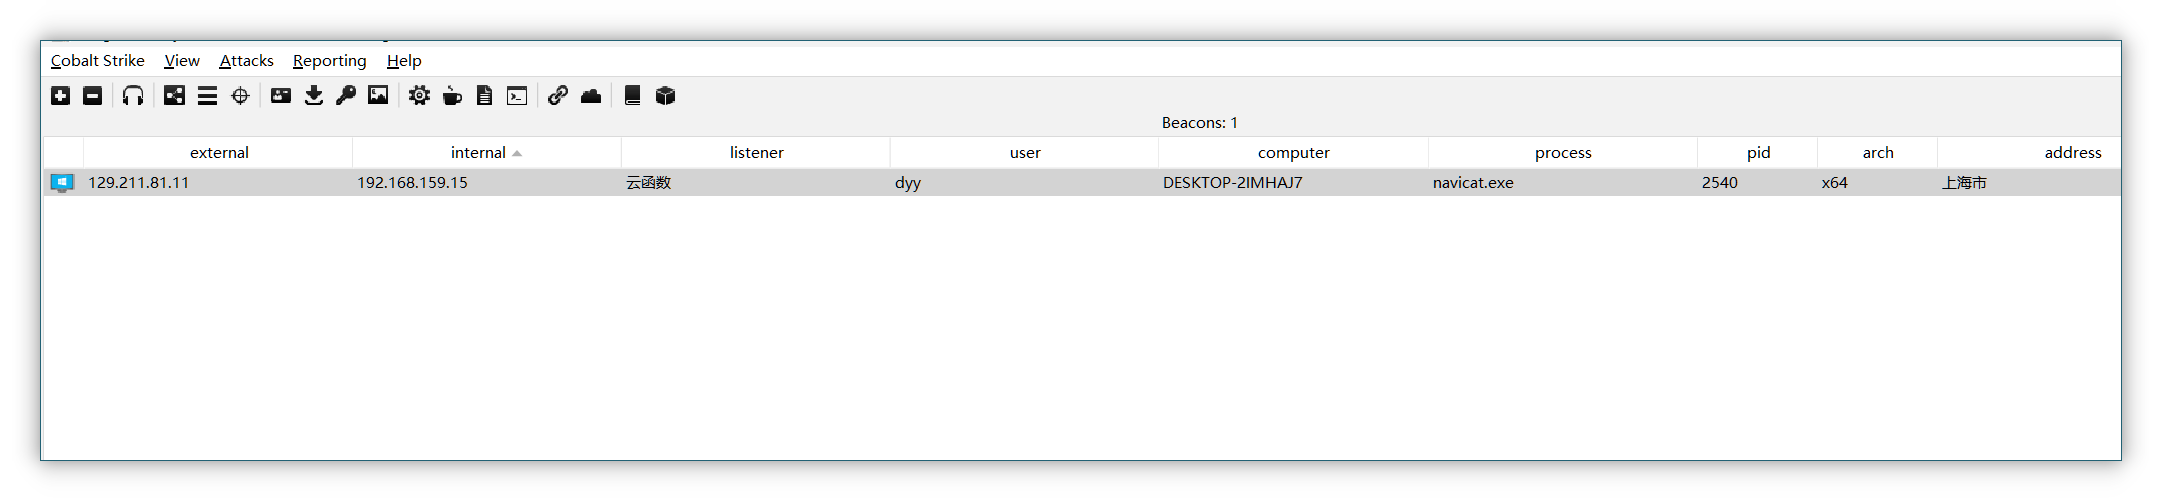 Cobalt Strike View Attacks Reporting Help
Beacons: 1
external internal listener user computer process pid arch address
129.211.81.11 192.168.159.15 云函数 dyy DESKTOP-2IMHAJ7 navicat.exe 2540 x64 上海市